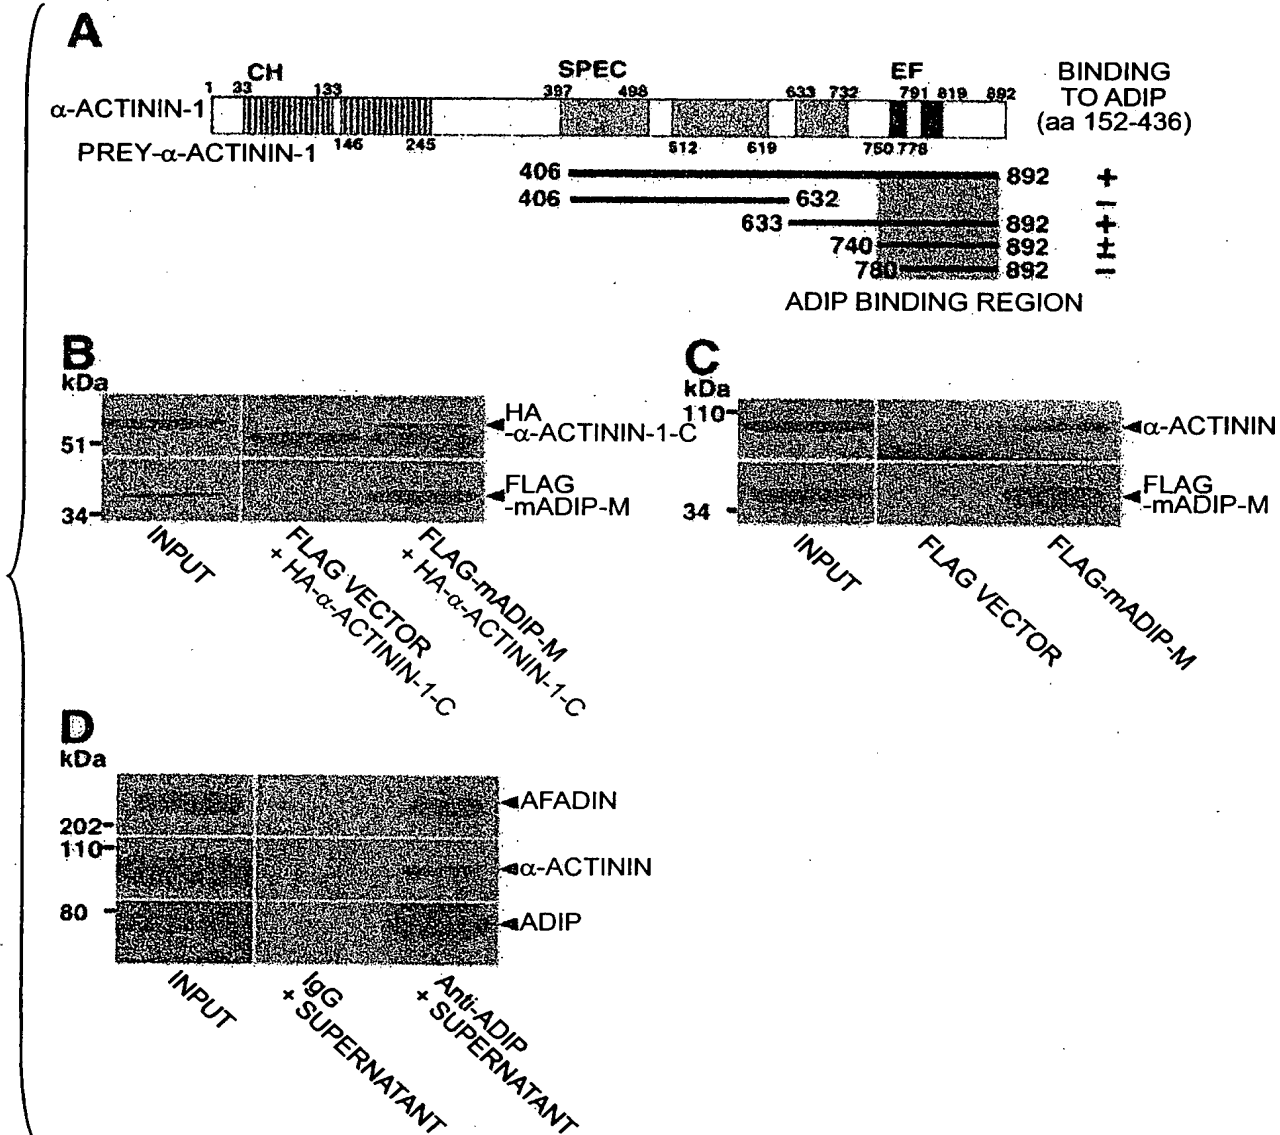 A
CH SPEC EF BINDING
1 33 133 397 498 633 732 791 819 892 TO ADIP
α-ACTININ-1 (aa 152-436)
PREY-α-ACTININ-1 146 245 512 619 750 778
406 892 +
406 632 −
633 892 +
740 892 ±
780 892 −
ADIP BINDING REGION
B
kDa
HA
-α-ACTININ-1-C
51
FLAG
-mADIP-M
34
INPUT
FLAG VECTOR
+ HA-α-ACTININ-1-C
FLAG-mADIP-M
+ HA-α-ACTININ-1-C
C
kDa
110
α-ACTININ
FLAG
-mADIP-M
34
INPUT
FLAG VECTOR
FLAG-mADIP-M
D
kDa
AFADIN
202
110
α-ACTININ
80
ADIP
INPUT
IgG
+ SUPERNATANT
Anti-ADIP
+ SUPERNATANT